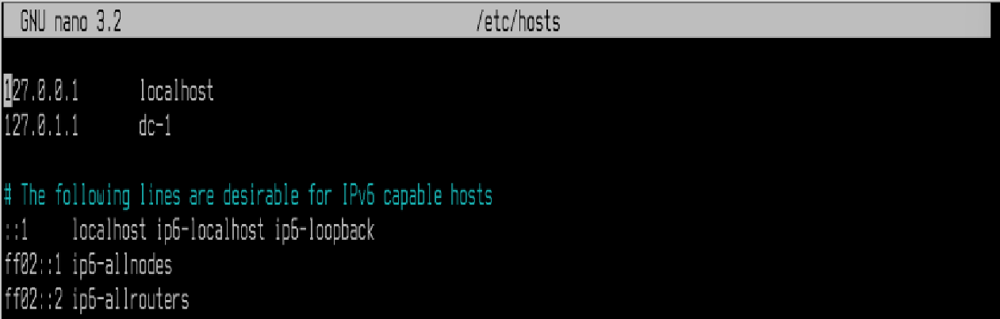 GNU nano 3.2 /etc/hosts
127.0.0.1 localhost
127.0.1.1 dc-1
# The following lines are desirable for IPv6 capable hosts
::1 localhost ip6-localhost ip6-loopback
ff02::1 ip6-allnodes
ff02::2 ip6-allrouters